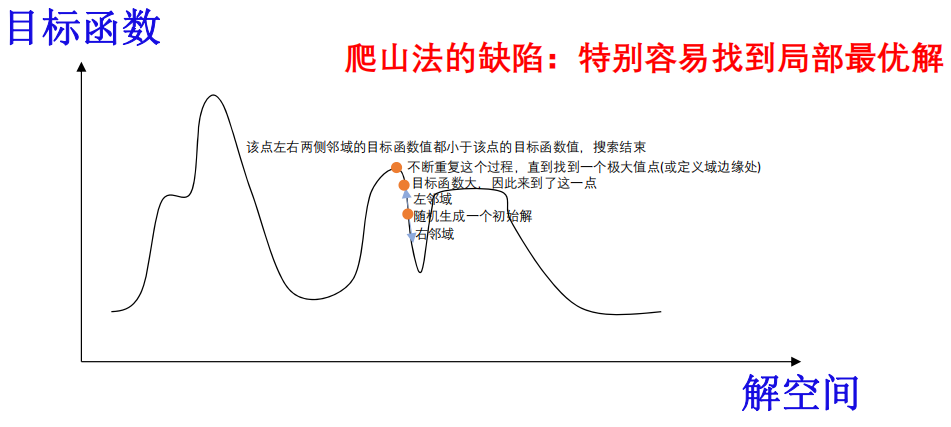 目标函数
爬山法的缺陷：特别容易找到局部最优解
该点左右两侧邻域的目标函数值都小于该点的目标函数值，搜索结束
不断重复这个过程，直到找到一个极大值点(或定义域边缘处)
目标函数大，因此来到了这一点
左邻域
随机生成一个初始解
右邻域
解空间